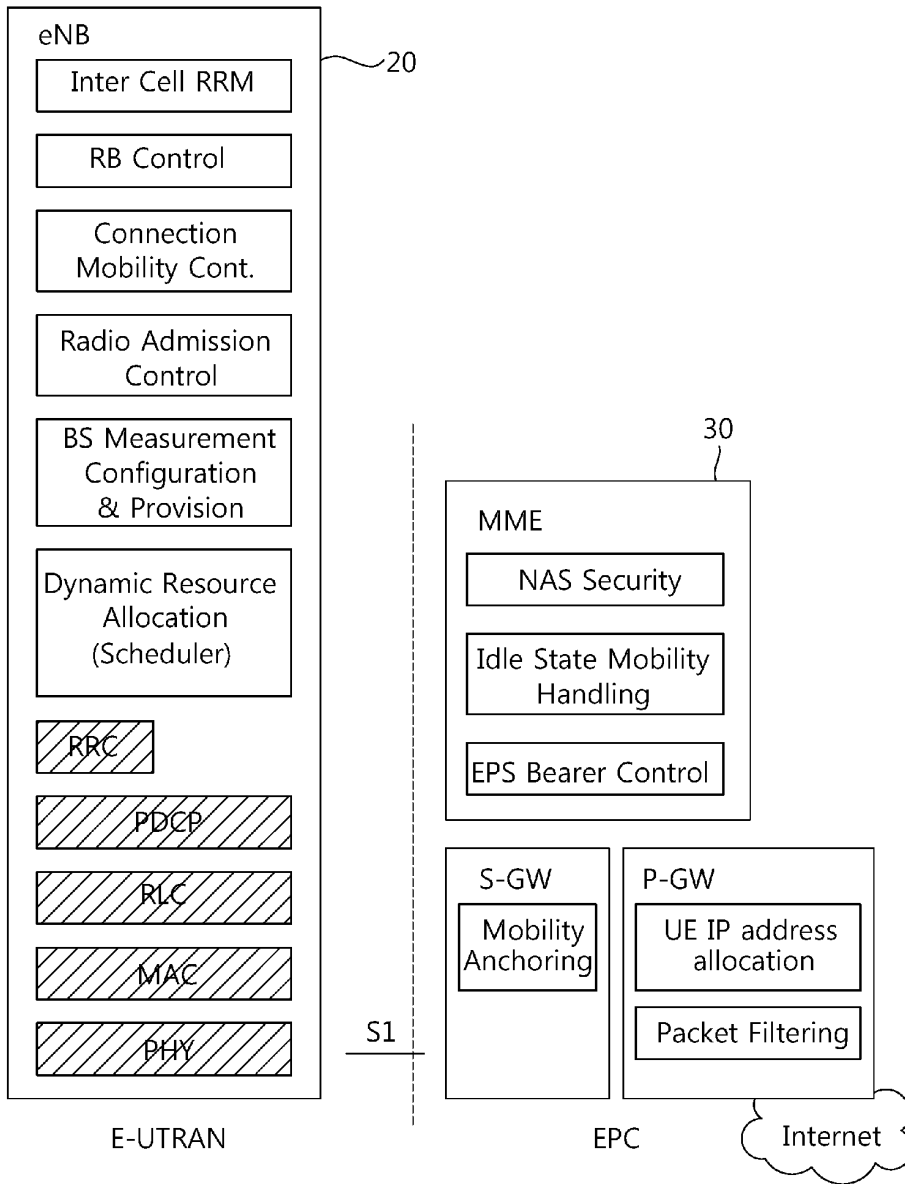 eNB
20
Inter Cell RRM
RB Control
Connection
Mobility Cont.
Radio Admission
Control
BS Measurement
Configuration
& Provision
Dynamic Resource
Allocation
(Scheduler)
RRC
PDCP
RLC
MAC
PHY
S1
E-UTRAN
30
MME
NAS Security
Idle State Mobility
Handling
EPS Bearer Control
S-GW
Mobility
Anchoring
P-GW
UE IP address
allocation
Packet Filtering
EPC
Internet